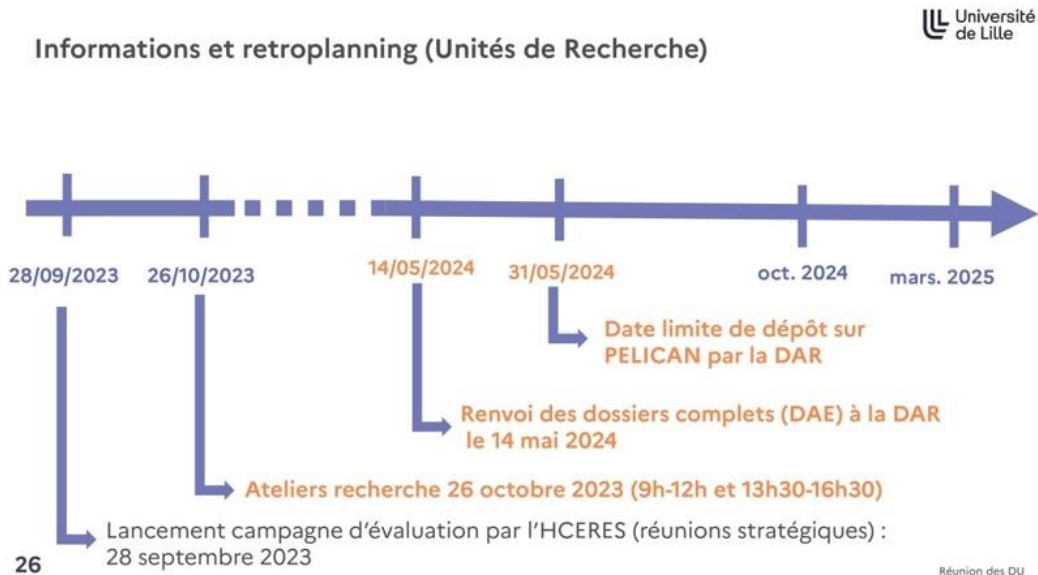 Informations et retroplanning (Unités de Recherche)
Université
de Lille
28/09/2023
26/10/2023
14/05/2024
31/05/2024
oct. 2024
mars. 2025
Date limite de dépôt sur
PELICAN par la DAR
Renvoi des dossiers complets (DAE) à la DAR
le 14 mai 2024
Ateliers recherche 26 octobre 2023 (9h-12h et 13h30-16h30)
Lancement campagne d'évaluation par l'HCERES (réunions stratégiques) :
28 septembre 2023
26
Réunion des DU